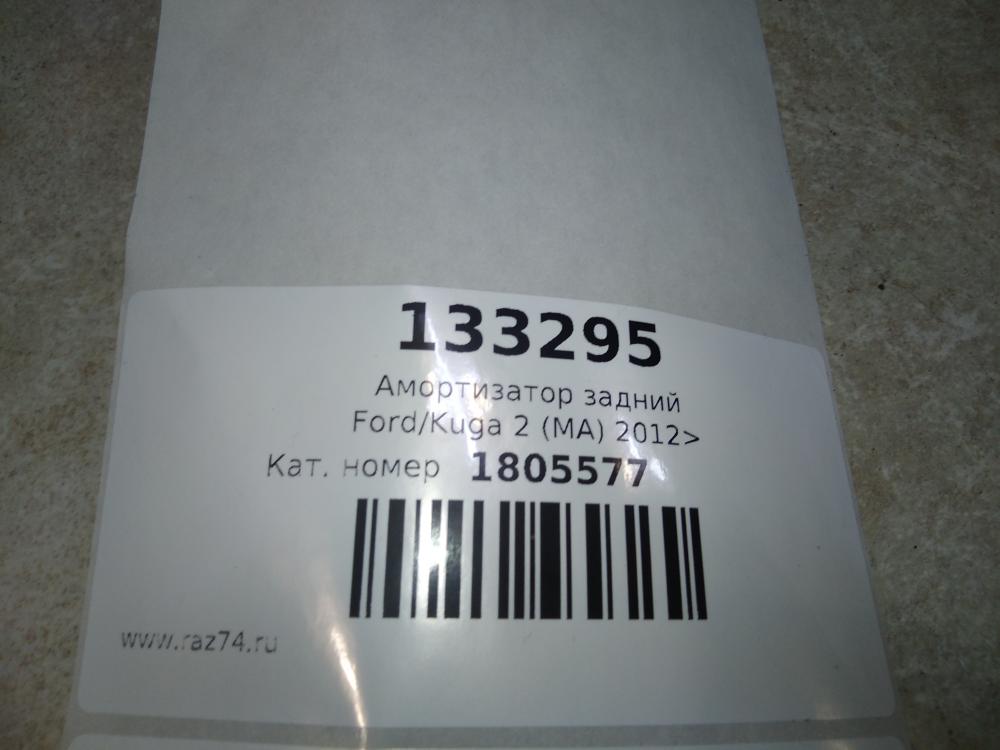 133295
Амортизатор задний
Ford/Kuga 2 (MA) 2012>
Кат. номер 1805577
www.raz74.ru